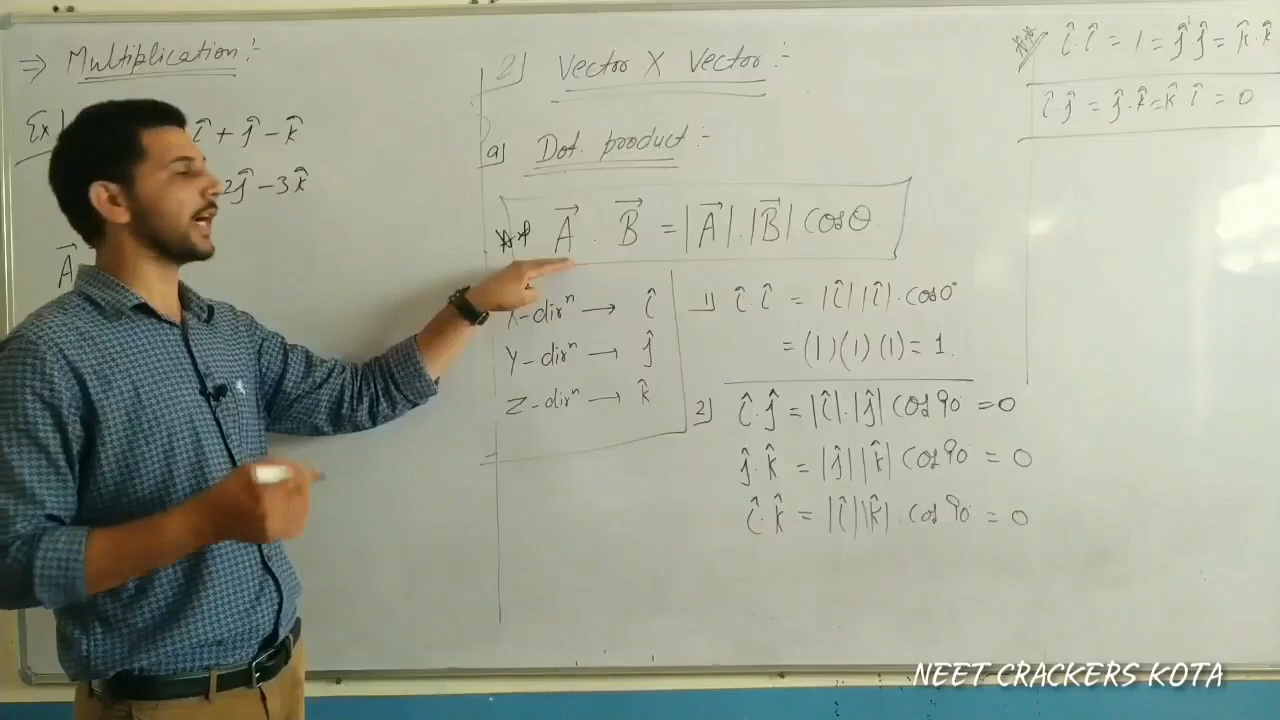 ⇒ Multiplication :-
Ex
î + ĵ - k̂
2ĵ - 3k̂
A⃗
2) Vector X Vector :-
a) Dot. product :-
A⃗ . B⃗ = |A⃗|.|B⃗| cosθ
X-dirⁿ → î
Y-dirⁿ → ĵ
Z-dirⁿ → k̂
1) î.î = |î||î|.cos0°
= (1)(1)(1) = 1.
2) î.ĵ = |î|.|ĵ| cos90° = 0
ĵ.k̂ = |ĵ||k̂| cos90° = 0
î.k̂ = |î||k̂|.cos90° = 0
** î.î = 1 = ĵ.ĵ = k̂.k̂
î.ĵ = ĵ.k̂ = k̂.î = 0
NEET CRACKERS KOTA